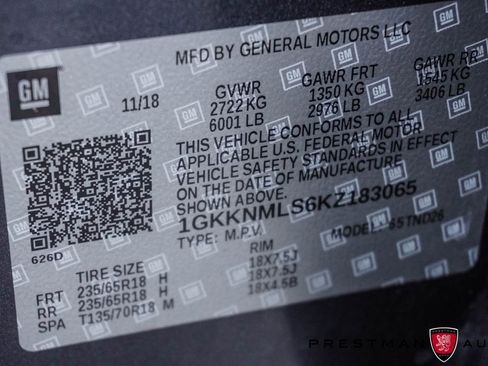 MFD BY GENERAL MOTORS LLC
GM
11/18
GVWR GAWR FRT GAWR RR
2722 KG 1350 KG 1545 KG
6001 LB 2976 LB 3406 LB
THIS VEHICLE CONFORMS TO ALL
APPLICABLE U.S. FEDERAL MOTOR
VEHICLE SAFETY STANDARDS IN EFFECT
ON THE DATE OF MANUFACTURE
SHOWN ABOVE.
1GKKNMLS6KZ183065
TYPE: M.P.V. MODEL: 65TND26
626D
TIRE SIZE RIM
FRT 235/65R18 H 18X7.5J
RR 235/65R18 H 18X7.5J
SPA T135/70R18 M 18X4.5B
PRESTMAN AU